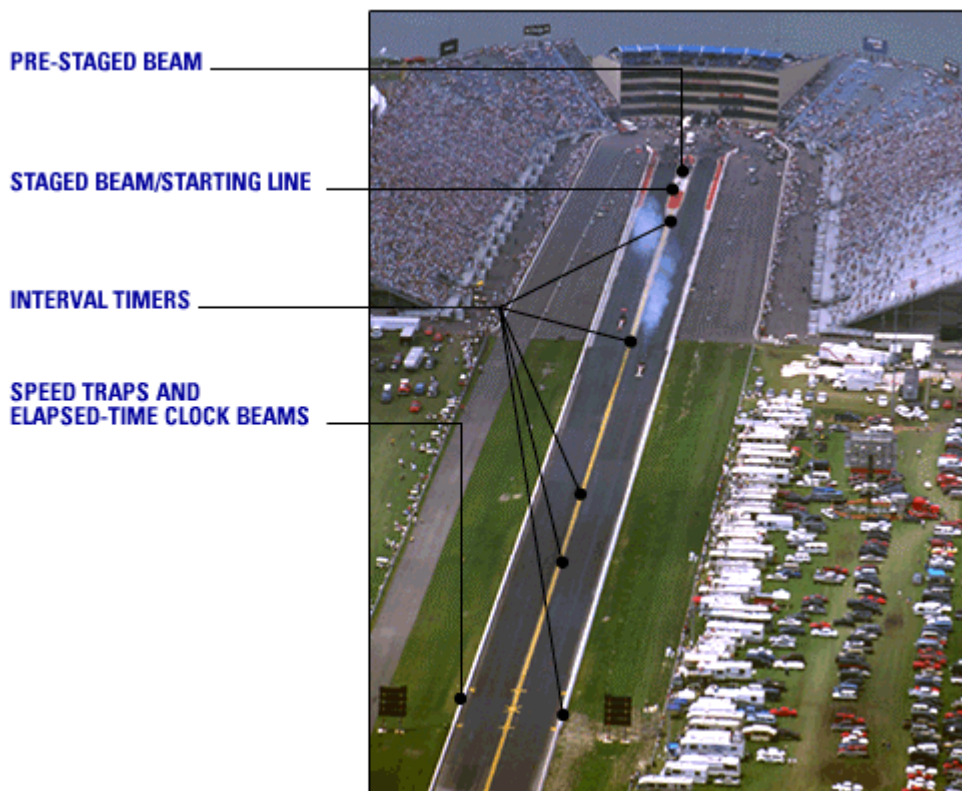 PRE-STAGED BEAM
STAGED BEAM/STARTING LINE
INTERVAL TIMERS
SPEED TRAPS AND
ELAPSED-TIME CLOCK BEAMS